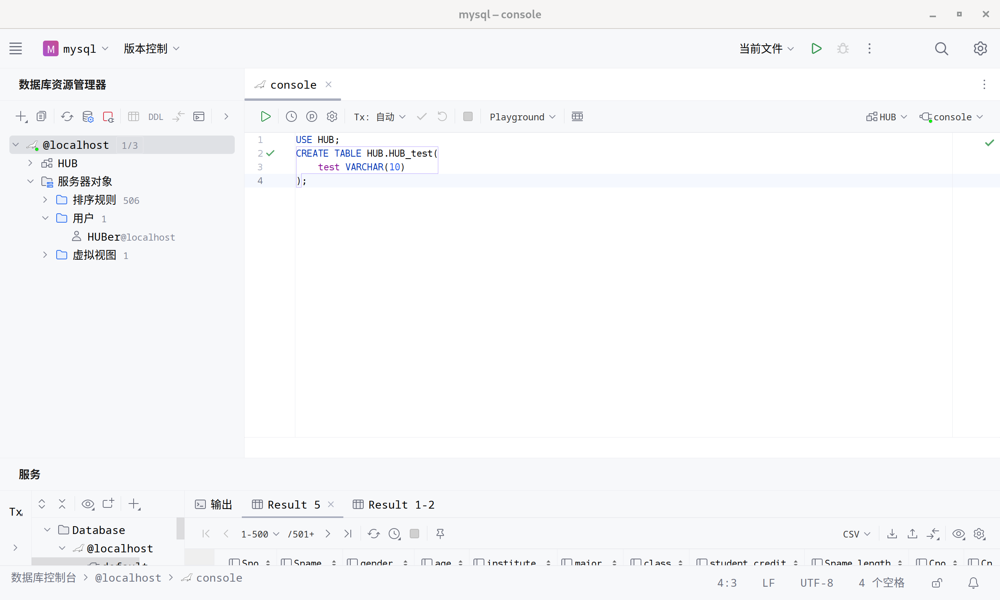 mysql – console
M mysql 版本控制 当前文件
数据库资源管理器
console
DDL
Tx: 自动 Playground HUB console
@localhost 1/3
HUB
服务器对象
排序规则 506
用户 1
HUBer@localhost
虚拟视图 1
1 USE HUB;
2 CREATE TABLE HUB.HUB_test(
3 test VARCHAR(10)
4 );
服务
Tx
输出 Result 5 Result 1-2
Database
@localhost
default
1-500 /501+ CSV
Sno Sname gender age institute major class student_credit Sname_length Cno Cn
数据库控制台 @localhost console
4:3 LF UTF-8 4 个空格